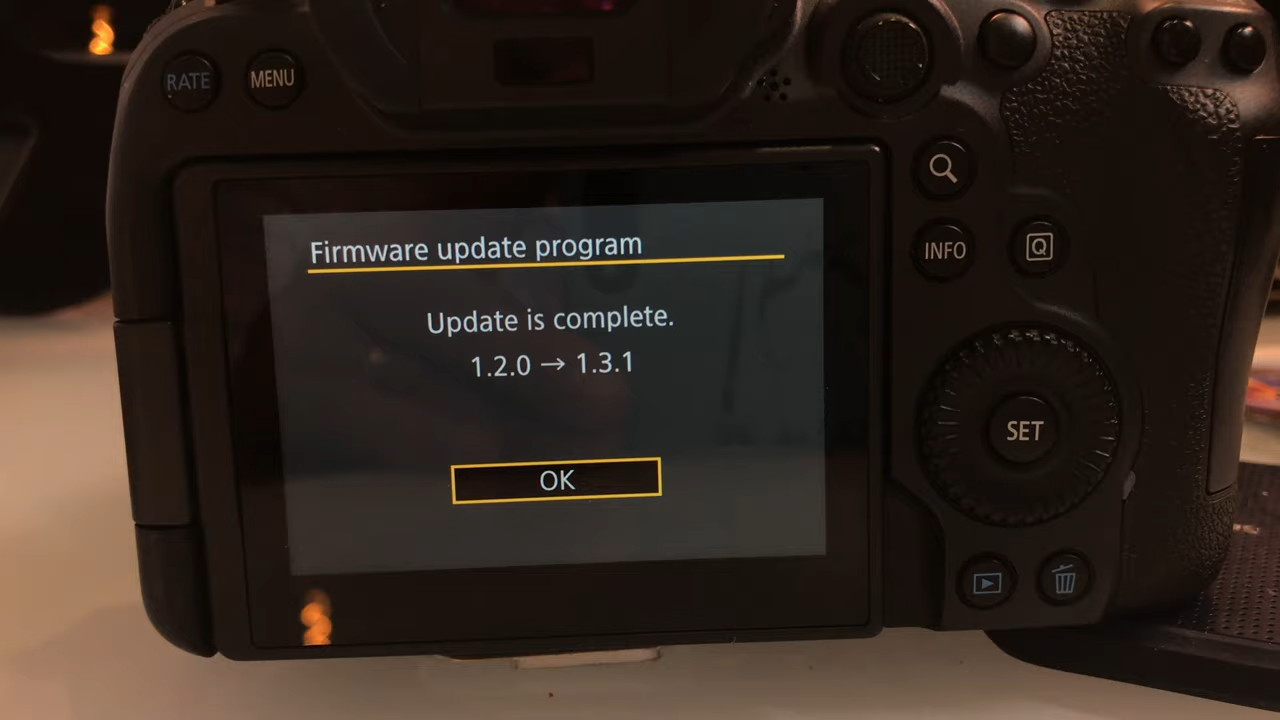 RATE
MENU
Firmware update program
Update is complete.
1.2.0 → 1.3.1
OK
INFO
Q
SET